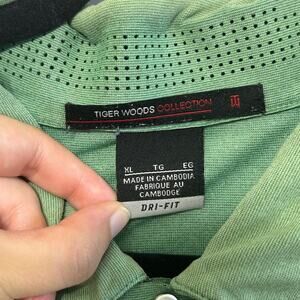 TIGER WOODS COLLECTION TW
XL TG EG
MADE IN CAMBODIA
FABRIQUE AU
CAMBODGE
DRI-FIT